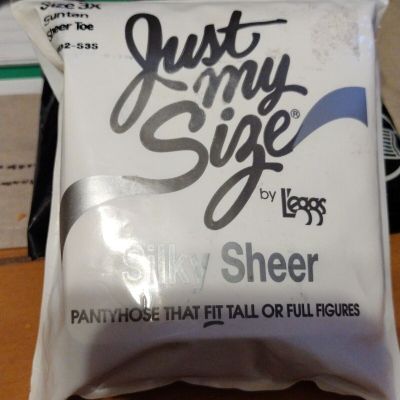 Size 3X
Suntan
Sheer Toe
Just
my
Size®
by L'eggs
Silky Sheer
PANTYHOSE THAT FIT TALL OR FULL FIGURES